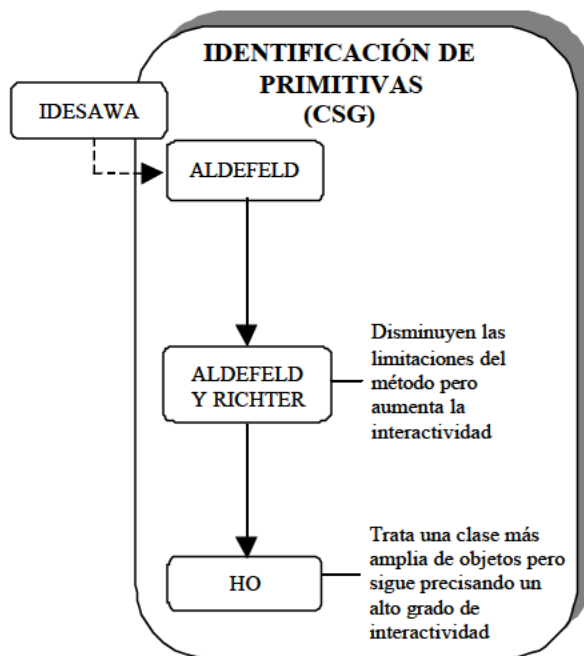 IDENTIFICACIÓN DE
PRIMITIVAS
(CSG)
IDESAWA
ALDEFELD
ALDEFELD
Y RICHTER
Disminuyen las
limitaciones del
método pero
aumenta la
interactividad
HO
Trata una clase más
amplia de objetos pero
sigue precisando un
alto grado de
interactividad